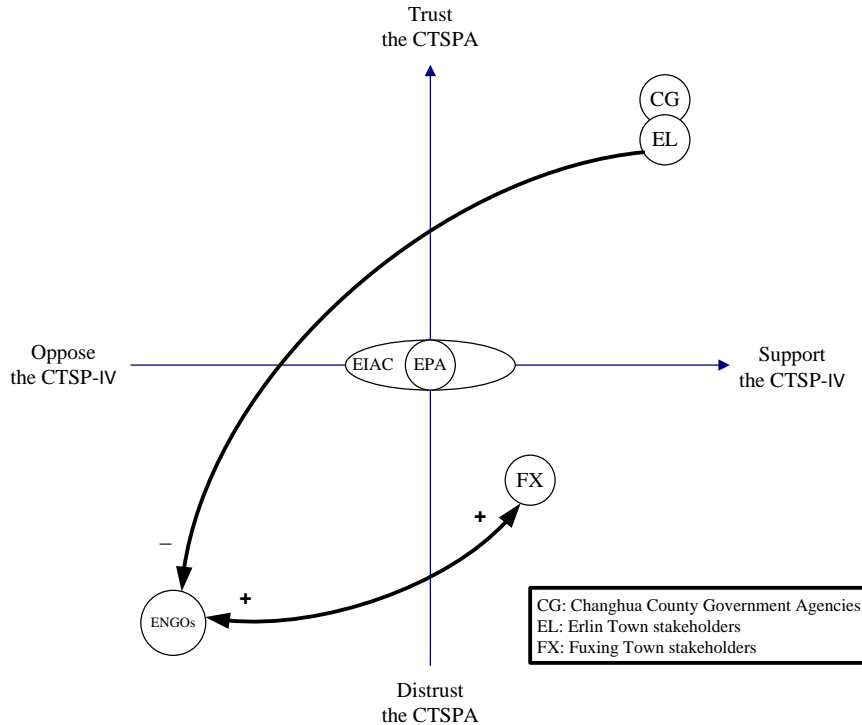 Trust
the CTSPA
CG
EL
Oppose
the CTSP-IV
EIAC
EPA
Support
the CTSP-IV
FX
+
–
+
ENGOs
CG: Changhua County Government Agencies
EL: Erlin Town stakeholders
FX: Fuxing Town stakeholders
Distrust
the CTSPA